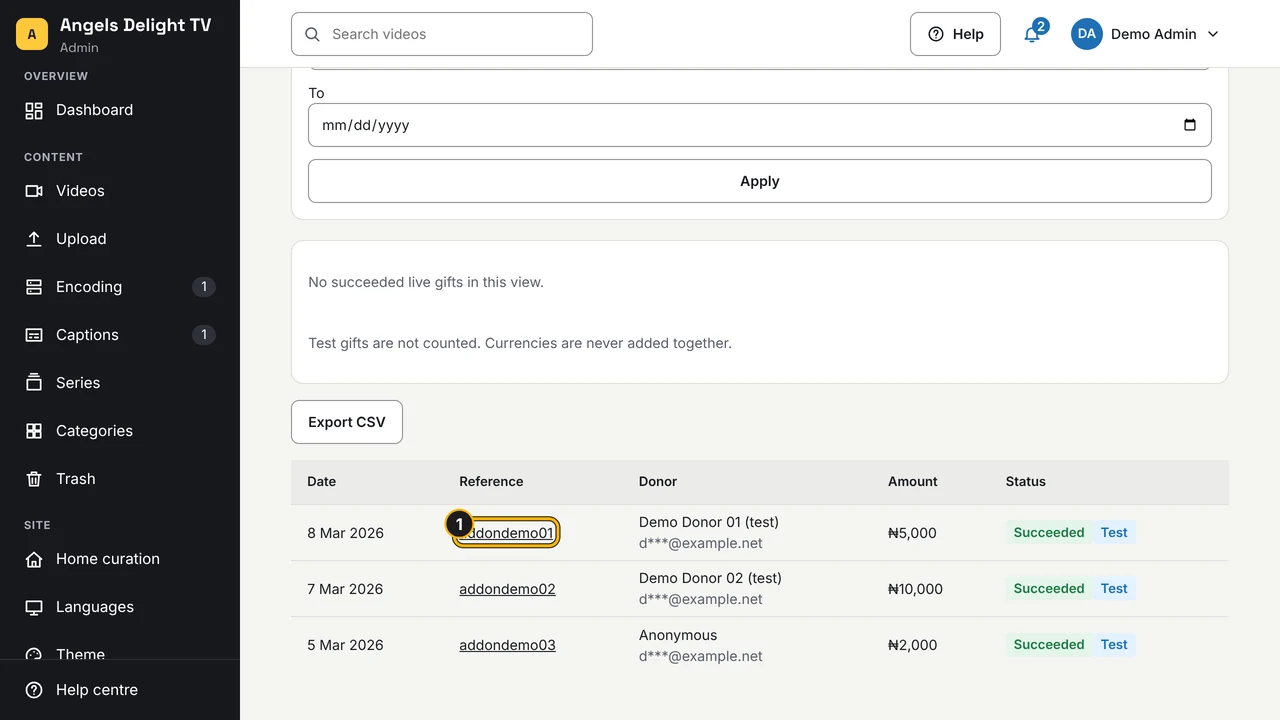 A
Angels Delight TV
Admin
OVERVIEW
Dashboard
CONTENT
Videos
Upload
Encoding 1
Captions 1
Series
Categories
Trash
SITE
Home curation
Languages
Theme
Help centre
Search videos
Help
2
DA Demo Admin
To
mm/dd/yyyy
Apply
No succeeded live gifts in this view.
Test gifts are not counted. Currencies are never added together.
Export CSV
Date Reference Donor Amount Status
8 Mar 2026 1 ddondemo01 Demo Donor 01 (test) d***@example.net ₦5,000 Succeeded Test
7 Mar 2026 addondemo02 Demo Donor 02 (test) d***@example.net ₦10,000 Succeeded Test
5 Mar 2026 addondemo03 Anonymous d***@example.net ₦2,000 Succeeded Test